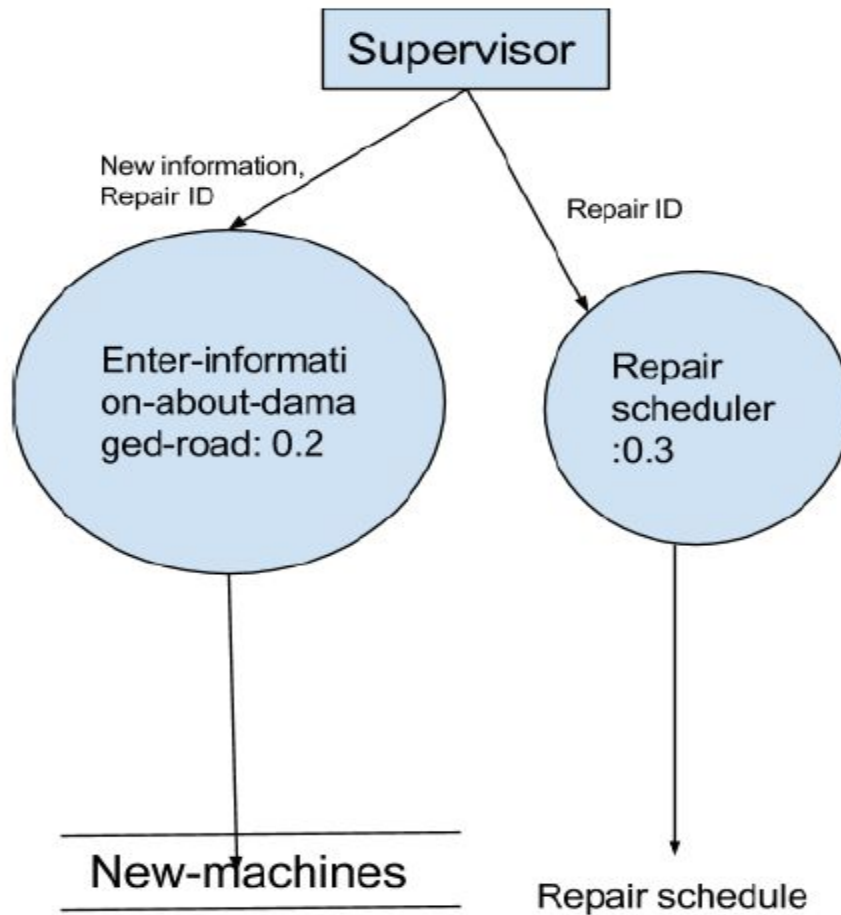 Supervisor
New information,
Repair ID
Repair ID
Enter-informati
on-about-dama
ged-road: 0.2
Repair
scheduler
:0.3
New-machines
Repair schedule